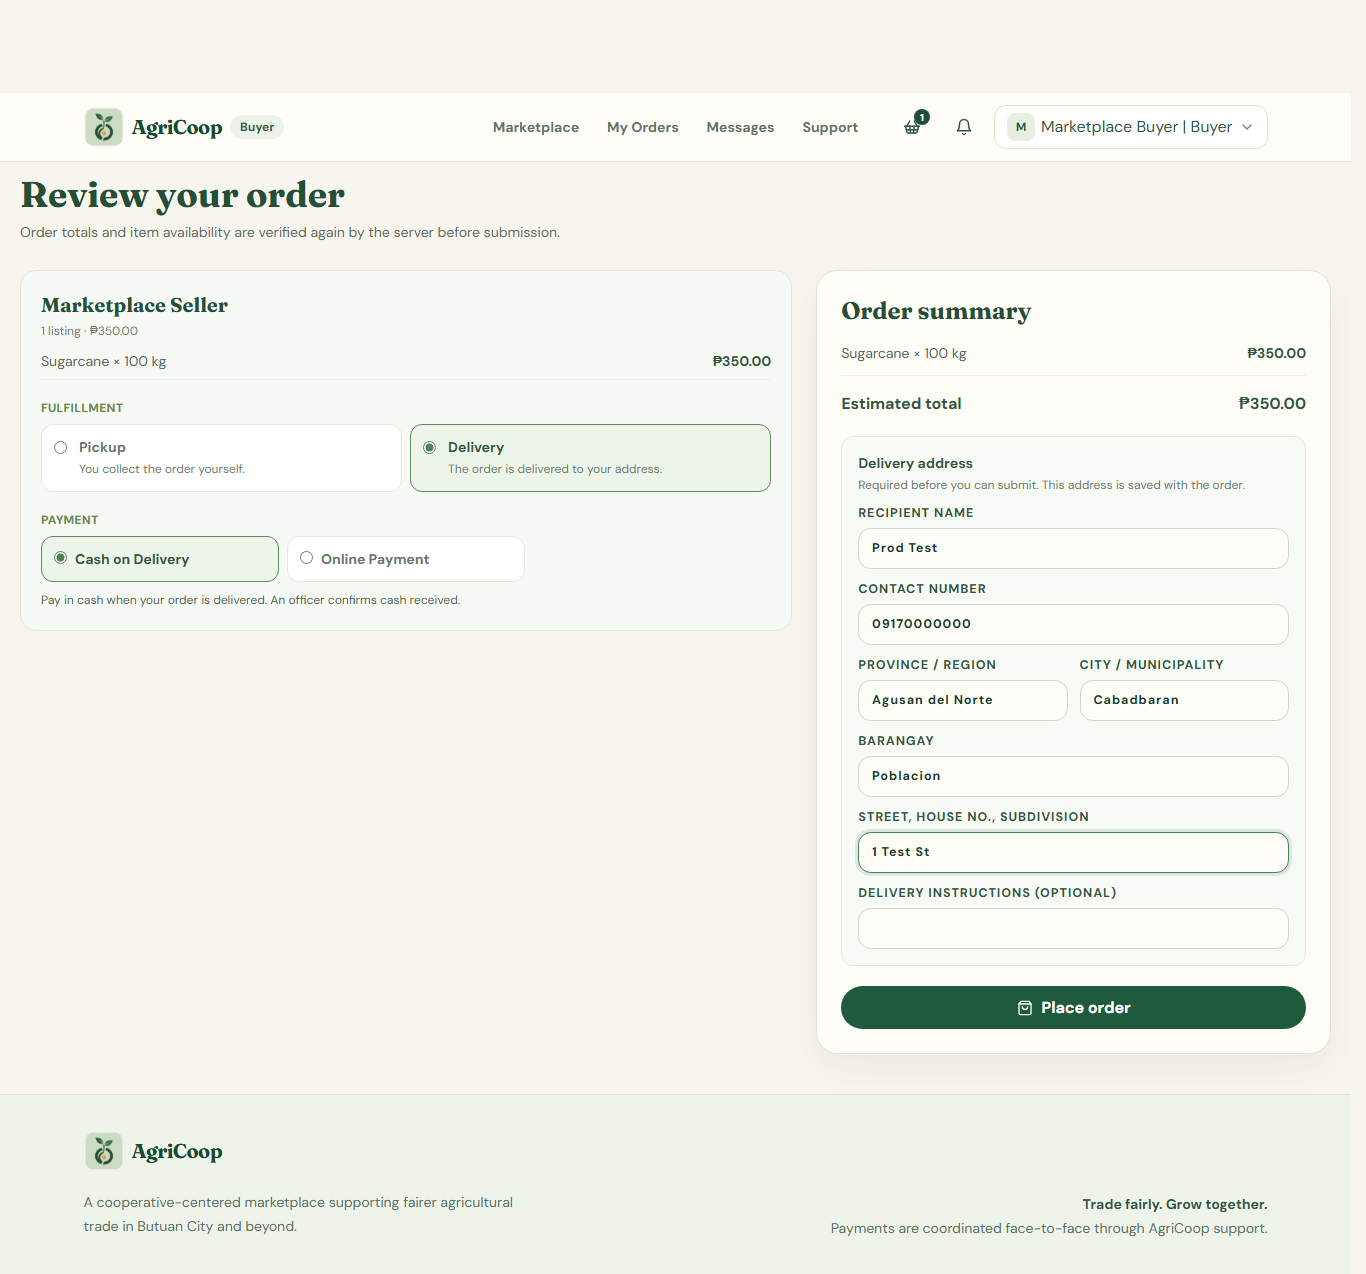 AgriCoop Buyer Marketplace My Orders Messages Support 1 M Marketplace Buyer | Buyer
Review your order
Order totals and item availability are verified again by the server before submission.
Marketplace Seller
1 listing · ₱350.00
Sugarcane × 100 kg ₱350.00
FULFILLMENT
Pickup
You collect the order yourself.
Delivery
The order is delivered to your address.
PAYMENT
Cash on Delivery
Online Payment
Pay in cash when your order is delivered. An officer confirms cash received.
Order summary
Sugarcane × 100 kg ₱350.00
Estimated total ₱350.00
Delivery address
Required before you can submit. This address is saved with the order.
RECIPIENT NAME
Prod Test
CONTACT NUMBER
09170000000
PROVINCE / REGION
Agusan del Norte
CITY / MUNICIPALITY
Cabadbaran
BARANGAY
Poblacion
STREET, HOUSE NO., SUBDIVISION
1 Test St
DELIVERY INSTRUCTIONS (OPTIONAL)
Place order
AgriCoop
A cooperative-centered marketplace supporting fairer agricultural
trade in Butuan City and beyond.
Trade fairly. Grow together.
Payments are coordinated face-to-face through AgriCoop support.